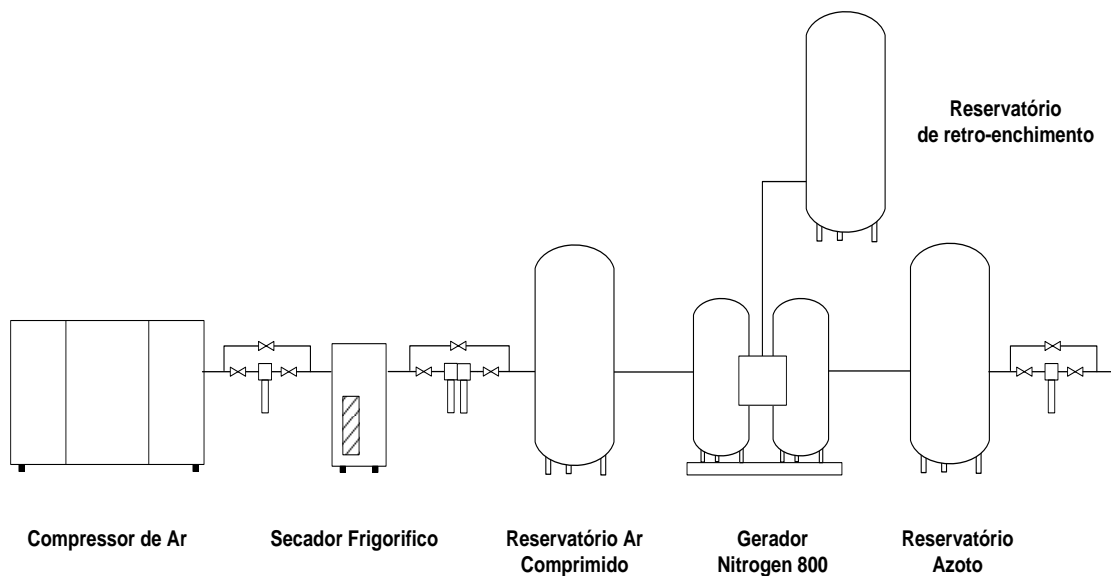 Reservatório
de retro-enchimento
Compressor de Ar
Secador Frigorifico
Reservatório Ar
Comprimido
Gerador
Nitrogen 800
Reservatório
Azoto